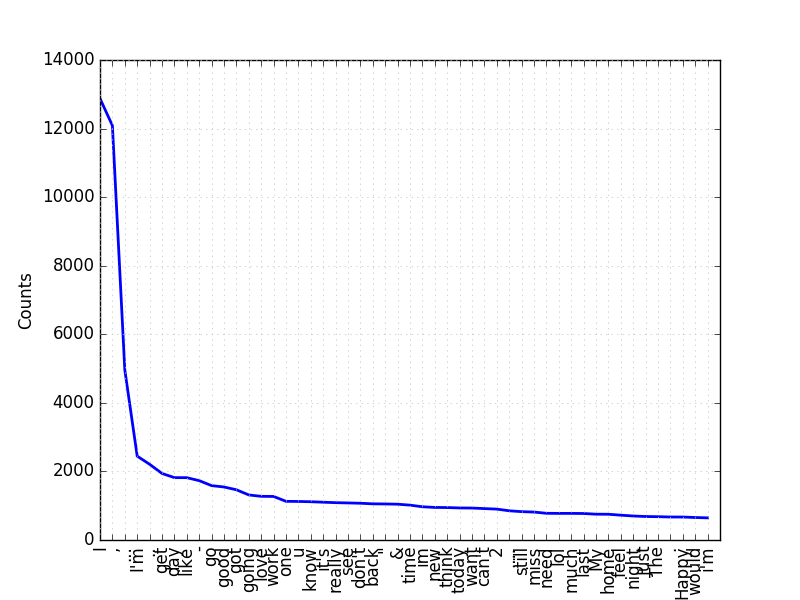 14000
12000
10000
8000
6000
4000
2000
0
Counts
I
,
...
I'm
.
get
day
like
-
go
good
got
going
love
work
one
u
know
it's
really
see
don't
back
"
&
time
im
new
think
today
want
can't
2
..
still
miss
need
lol
much
last
My
home
feel
night
Just
The
.
Happy
would
i'm